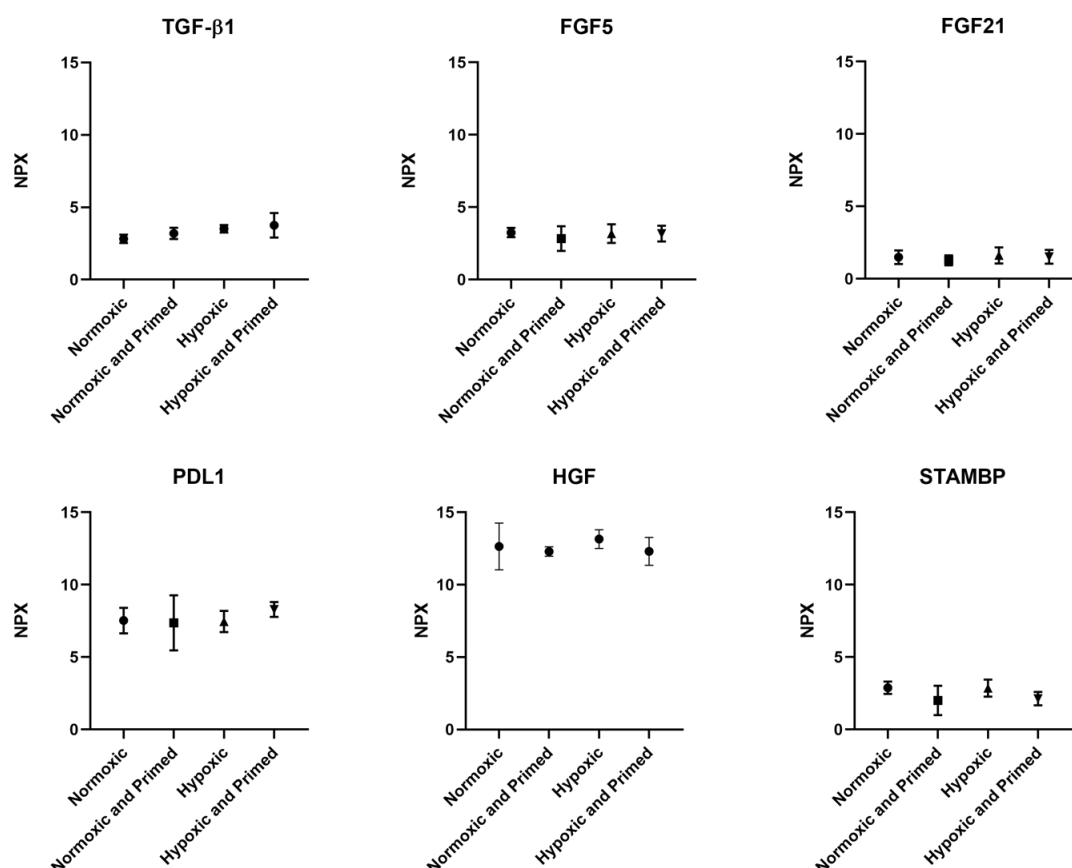 TGF-β1
NPX
15
10
5
0
Normoxic
Normoxic and Primed
Hypoxic
Hypoxic and Primed
FGF5
NPX
15
10
5
0
Normoxic
Normoxic and Primed
Hypoxic
Hypoxic and Primed
FGF21
NPX
15
10
5
0
Normoxic
Normoxic and Primed
Hypoxic
Hypoxic and Primed
PDL1
NPX
15
10
5
0
Normoxic
Normoxic and Primed
Hypoxic
Hypoxic and Primed
HGF
NPX
15
10
5
0
Normoxic
Normoxic and Primed
Hypoxic
Hypoxic and Primed
STAMBP
NPX
15
10
5
0
Normoxic
Normoxic and Primed
Hypoxic
Hypoxic and Primed